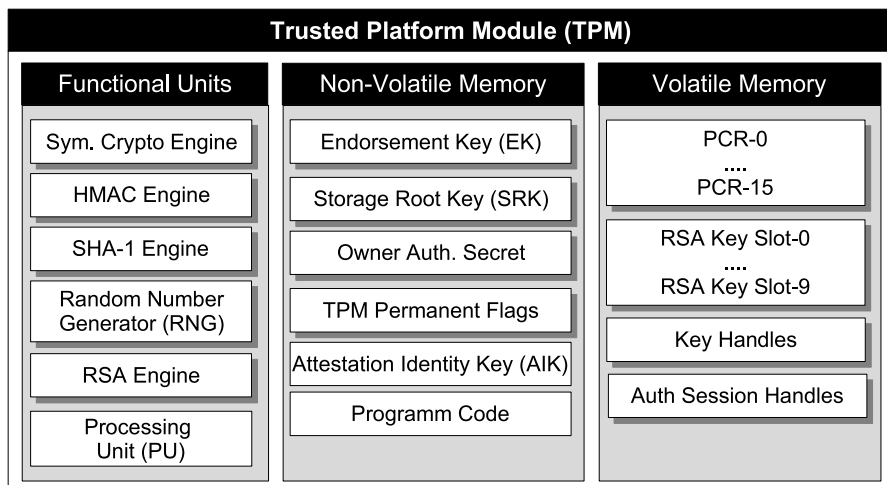 Trusted Platform Module (TPM)
Functional Units
Sym. Crypto Engine
HMAC Engine
SHA-1 Engine
Random Number
Generator (RNG)
RSA Engine
Processing
Unit (PU)
Non-Volatile Memory
Endorsement Key (EK)
Storage Root Key (SRK)
Owner Auth. Secret
TPM Permanent Flags
Attestation Identity Key (AIK)
Programm Code
Volatile Memory
PCR-0
....
PCR-15
RSA Key Slot-0
....
RSA Key Slot-9
Key Handles
Auth Session Handles